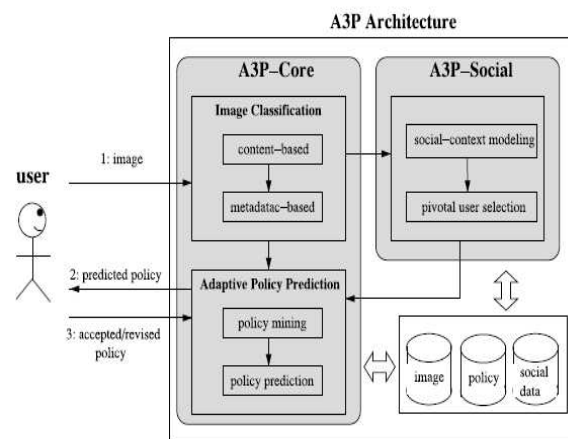 A3P Architecture
A3P–Core
A3P–Social
Image Classification
content–based
metadatac–based
social–context modeling
pivotal user selection
1: image
user
2: predicted policy
3: accepted/revised
policy
Adaptive Policy Prediction
policy mining
policy prediction
image
policy
social
data